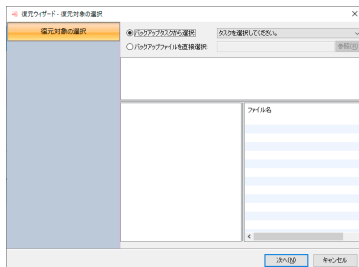 復元ウィザード - 復元対象の選択
復元対象の選択
バックアップタスクから選択:
タスクを選択してください。
バックアップファイルを直接選択:
参照(R)
ファイル名
次へ(N)
キャンセル